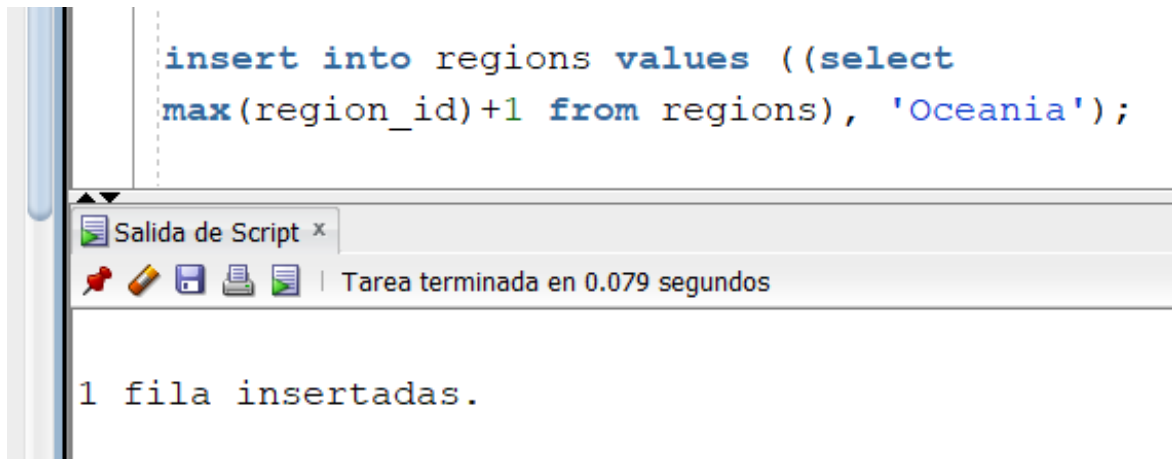 insert into regions values ((select
max(region_id)+1 from regions), 'Oceania');
Salida de Script x
Tarea terminada en 0.079 segundos
1 fila insertadas.